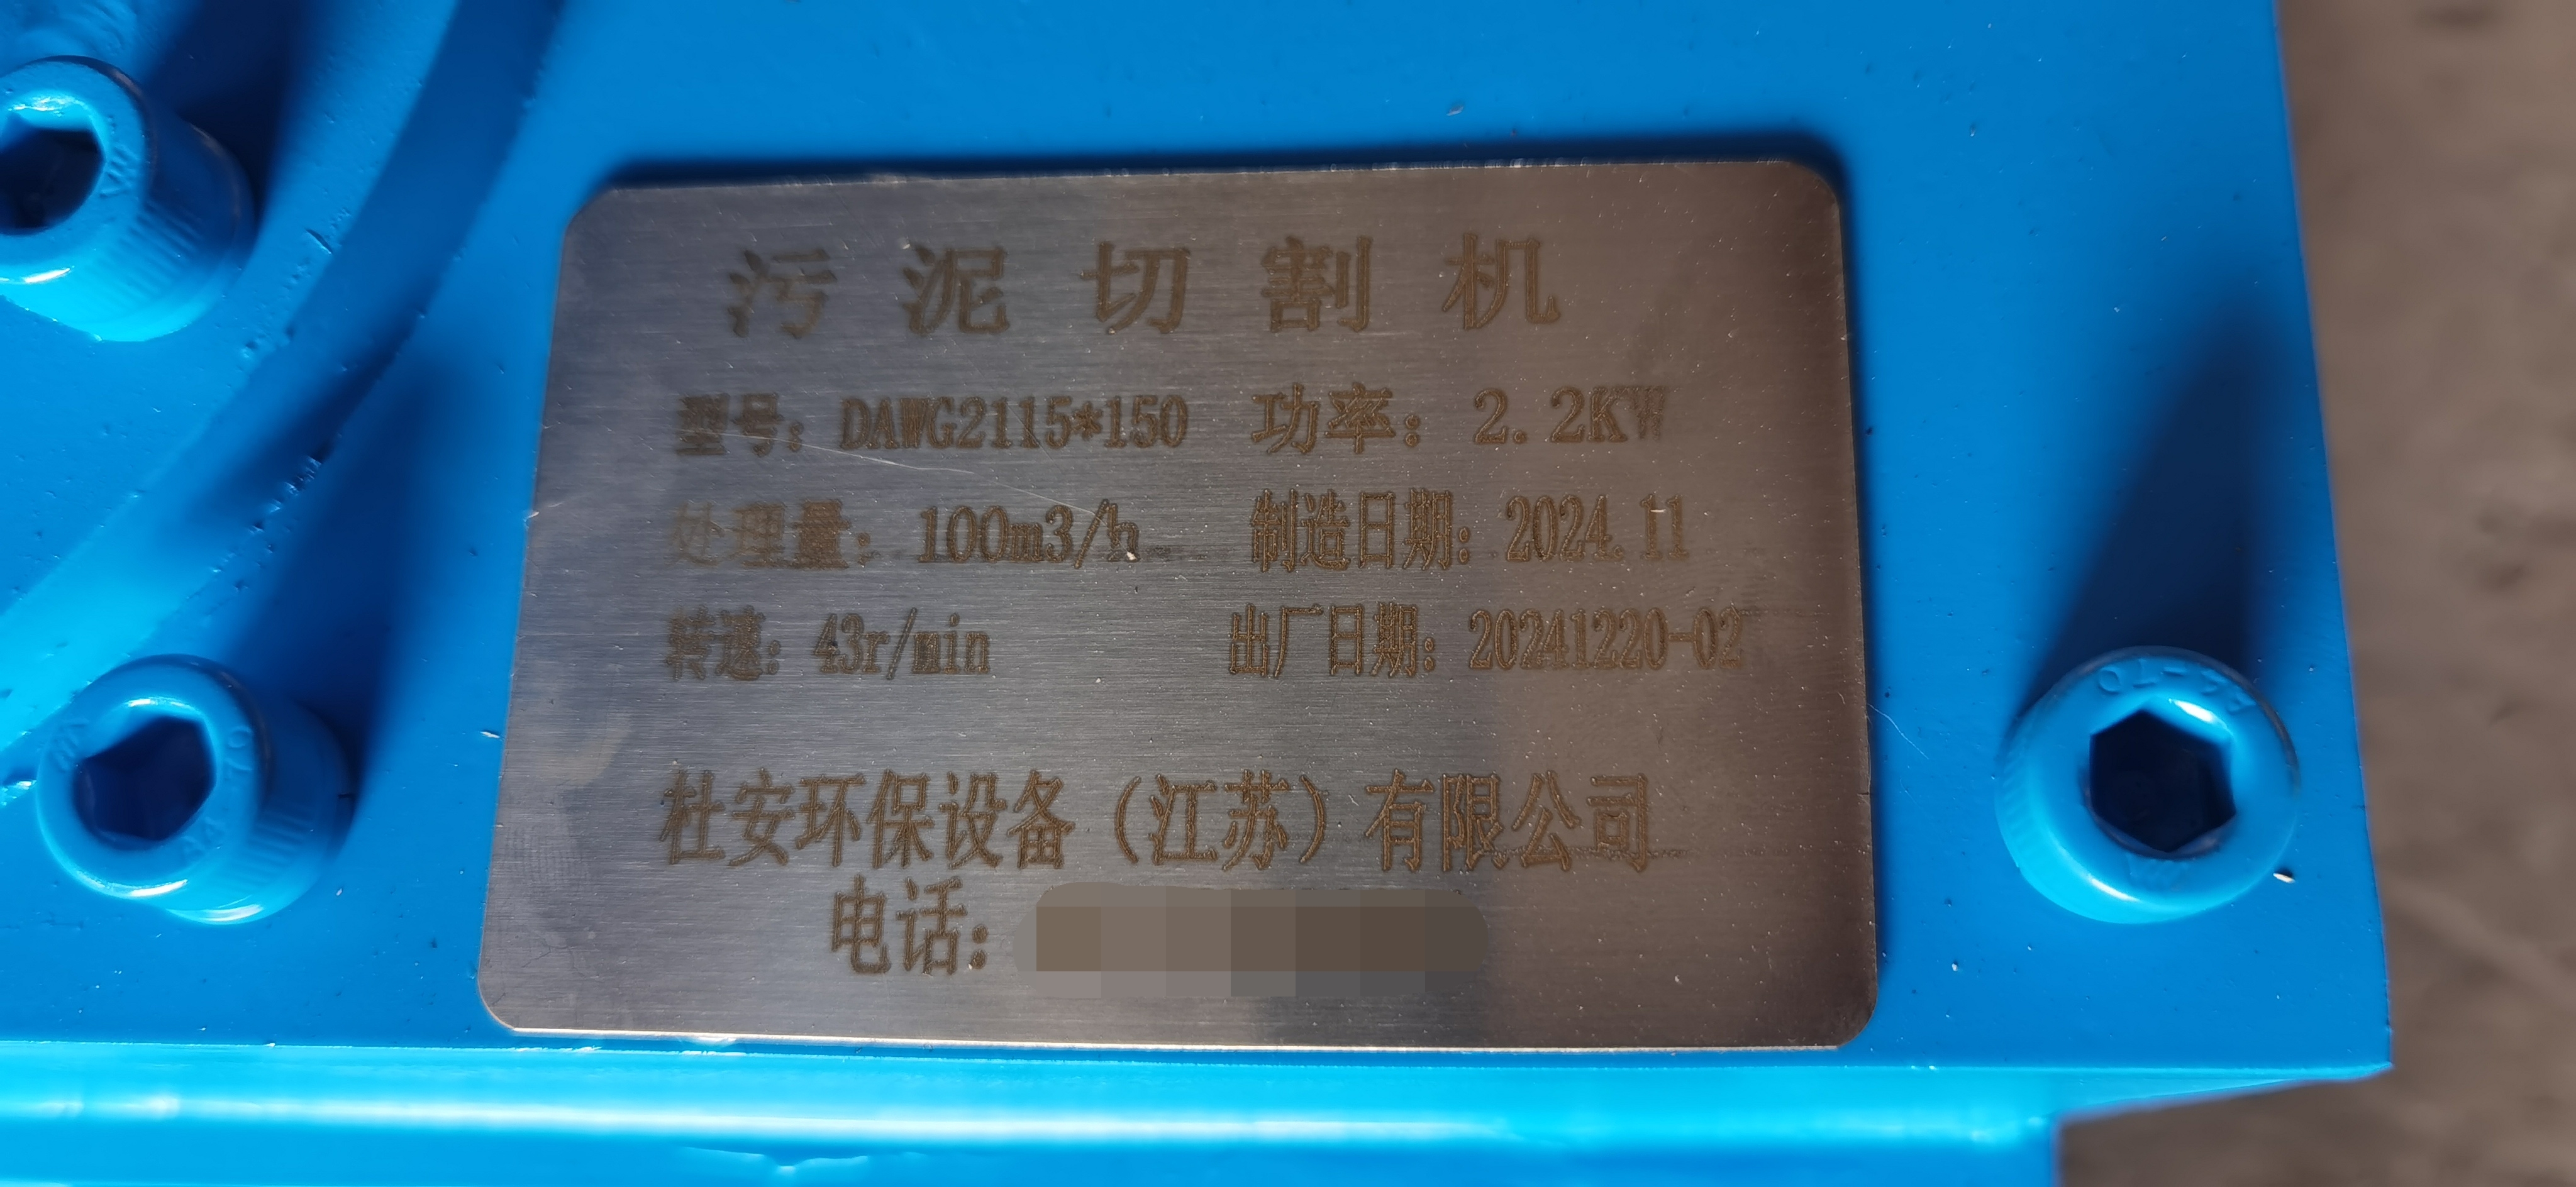 污泥切割机
型号：DAWG2115*150 功率：2.2KW
处理量：100m3/h 制造日期：2024.11
转速：43r/min 出厂日期：20241220-02
杜安环保设备（江苏）有限公司
电话：